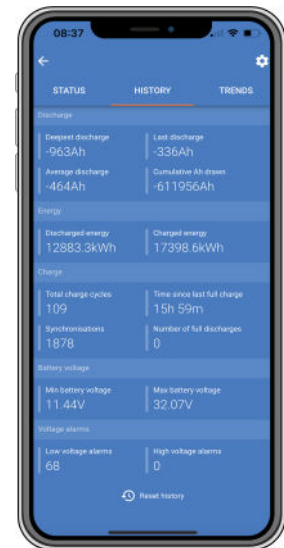 08:37
STATUS HISTORY TRENDS
Discharge
Deepest discharge Last discharge
-963Ah -336Ah
Average discharge Cumulative Ah drawn
-464Ah -611956Ah
Energy
Discharged energy Charged energy
12883.3kWh 17398.6kWh
Charge
Total charge cycles Time since last full charge
109 15h 59m
Synchronisations Number of full discharges
1878 0
Battery voltage
Min battery voltage Max battery voltage
11.44V 32.07V
Voltage alarms
Low voltage alarms High voltage alarms
68 0
Reset history